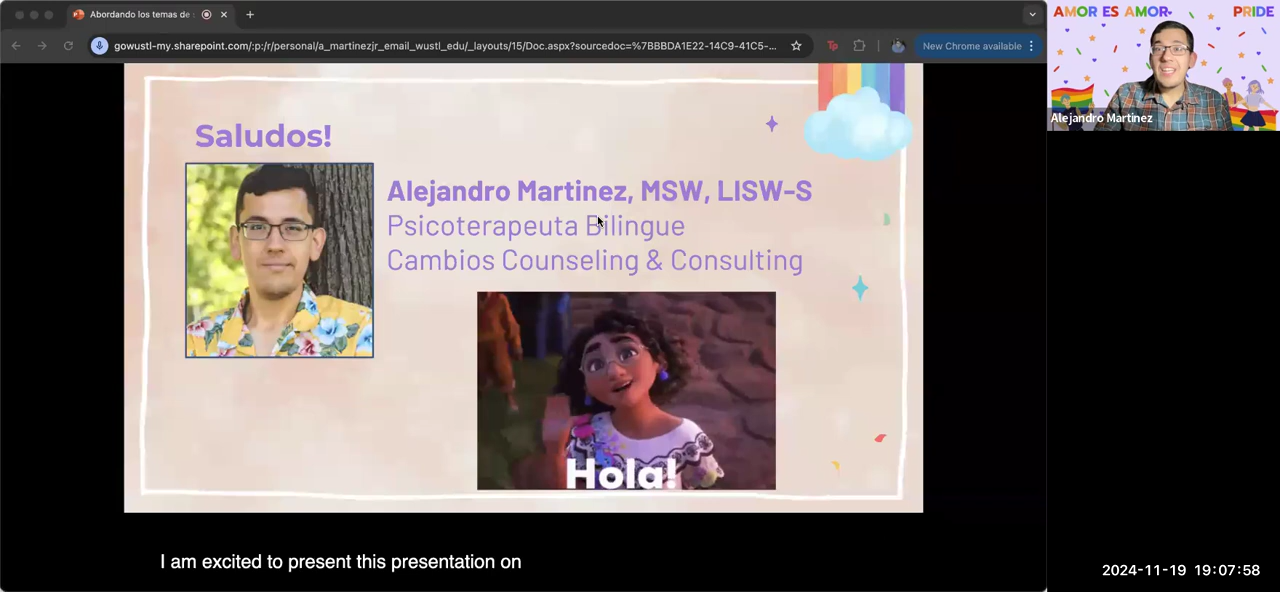 Abordando los temas de
gowustl-my.sharepoint.com/:p:/r/personal/a_martinezjr_email_wustl_edu/_layouts/15/Doc.aspx?sourcedoc=%7BBBDA1E22-14C9-41C5-...
Tp
New Chrome available
AMOR ES AMOR
PRIDE
Alejandro Martinez
Saludos!
Alejandro Martinez, MSW, LISW-S
Psicoterapeuta Bilingue
Cambios Counseling & Consulting
Hola!
I am excited to present this presentation on
2024-11-19 19:07:58